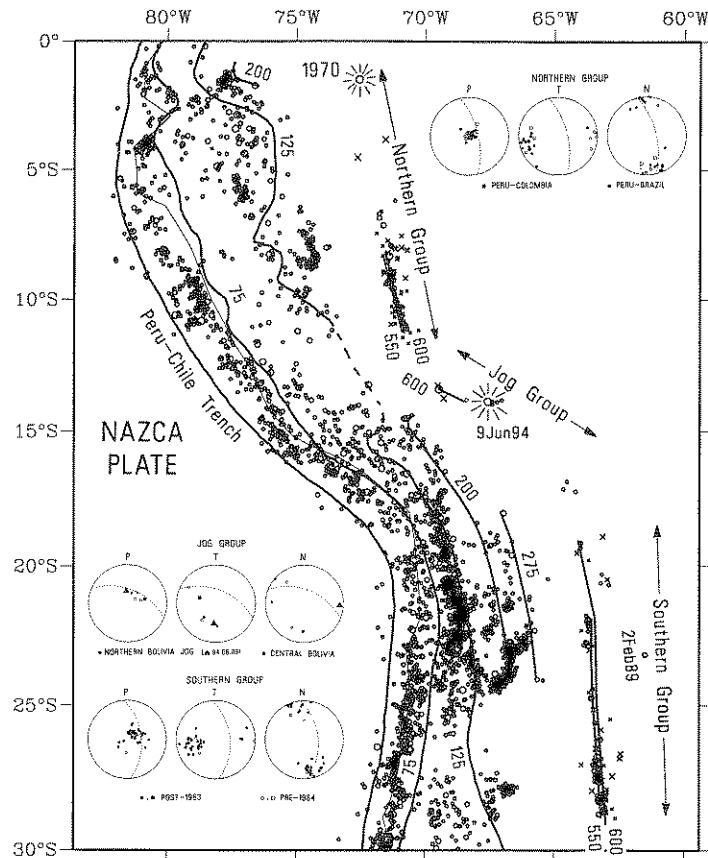 80°W 75°W 70°W 65°W
0°
5°S
10°S
15°S
20°S
25°S
30°S
200
1970
125
Northern Group
NORTHERN GROUP
P T N
PERU-COLOMBIA
PERU-BRAZIL
75
Peru-Chile Trench
550
600
Jog Group
600
9Jun94
NAZCA
PLATE
200
275
JOG GROUP
P T N
NORTHERN BOLIVIA JOG
CENTRAL BOLIVIA
SOUTHERN GROUP
P T N
POST-1963
PRE-1964
Southern Group
2Feb89
75
125
550
600